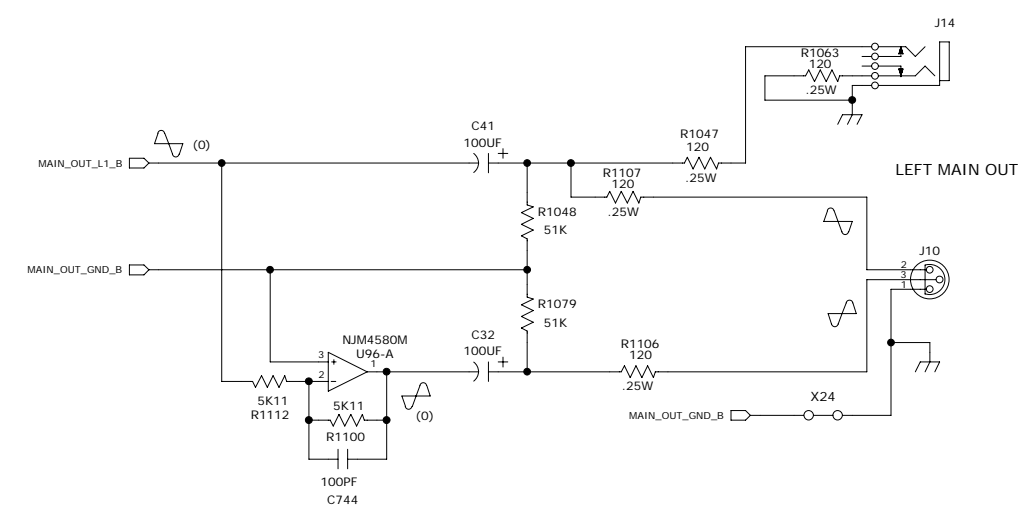 J14
R1063
120
.25W
C41
100UF
+
(0)
MAIN_OUT_L1_B
R1047
120
.25W
LEFT MAIN OUT
R1107
120
.25W
R1048
51K
J10
MAIN_OUT_GND_B
2
3
1
R1079
51K
NJM4580M
U96-A
C32
100UF
+
R1106
120
.25W
3
+
1
2
-
5K11
R1112
5K11
R1100
(0)
X24
MAIN_OUT_GND_B
100PF
C744